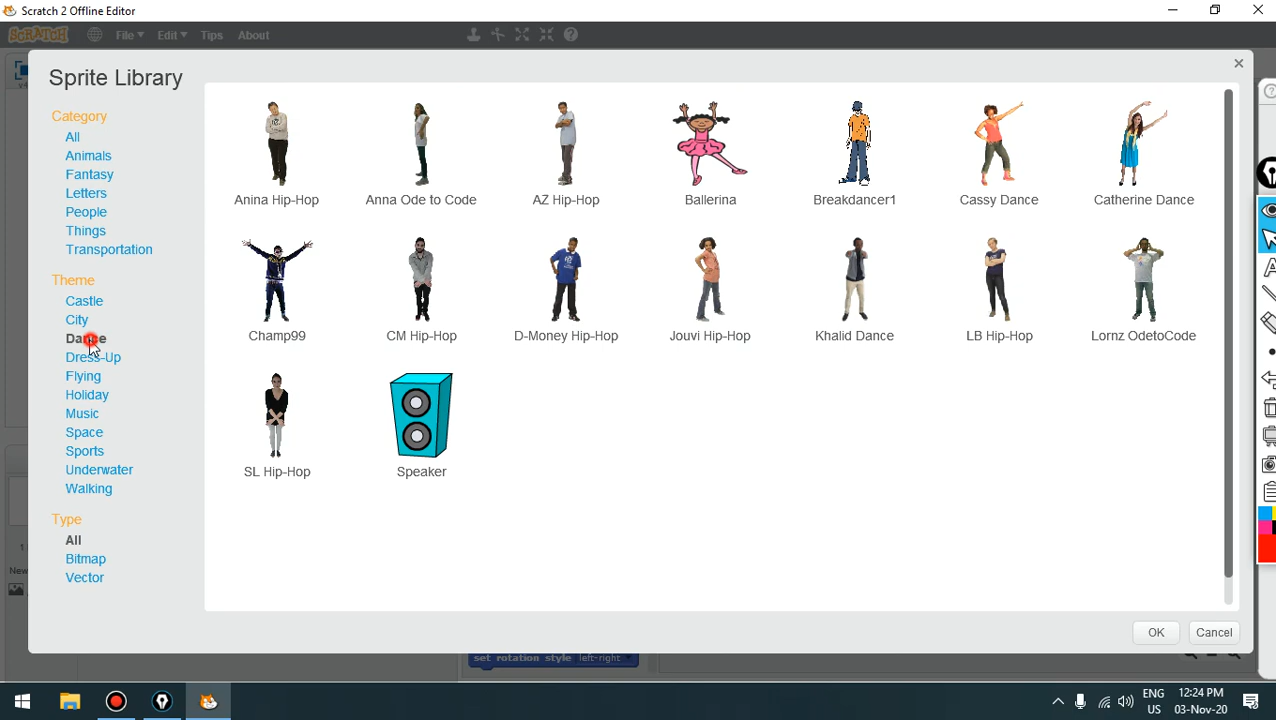 Scratch 2 Offline Editor
SCRATCH File Edit Tips About
Sprite Library
Category
All
Animals
Fantasy
Letters
People
Things
Transportation
Theme
Castle
City
Dance
Dress-Up
Flying
Holiday
Music
Space
Sports
Underwater
Walking
Type
All
Bitmap
Vector
Anina Hip-Hop Anna Ode to Code AZ Hip-Hop Ballerina Breakdancer1 Cassy Dance Catherine Dance
Champ99 CM Hip-Hop D-Money Hip-Hop Jouvi Hip-Hop Khalid Dance LB Hip-Hop Lornz OdetoCode
SL Hip-Hop Speaker
OK Cancel
New
set rotation style left-right
ENG 12:24 PM
US 03-Nov-20